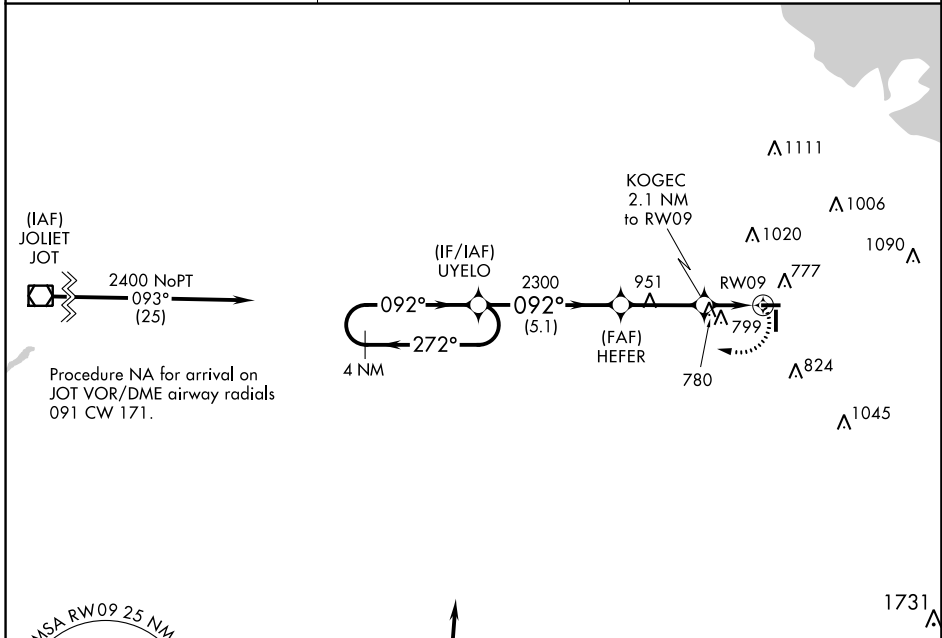 1111
KOGEC
2.1 NM
to RW09
1006
(IAF)
JOLIET
JOT
1020
1090
(IF/IAF)
UYELO
2400 NoPT
093°
(25)
2300
092°
092°
(5.1)
951
RW09
777
799
272°
4 NM
(FAF)
HEFER
780
824
Procedure NA for arrival on
JOT VOR/DME airway radials
091 CW 171.
1045
MSA RW09 25 NM
1731